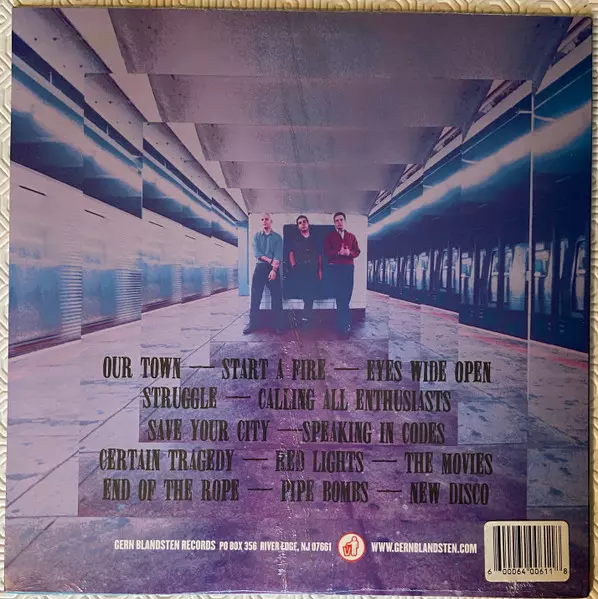 OUR TOWN — START A FIRE — EYES WIDE OPEN
STRUGGLE — CALLING ALL ENTHUSIASTS
SAVE YOUR CITY — SPEAKING IN CODES
CERTAIN TRAGEDY — RED LIGHTS — THE MOVIES
END OF THE ROPE — PIPE BOMBS — NEW DISCO
GERN BLANDSTEN RECORDS PO BOX 356 RIVER EDGE, NJ 07661 WWW.GERNBLANDSTEN.COM
6 00064 00611 8